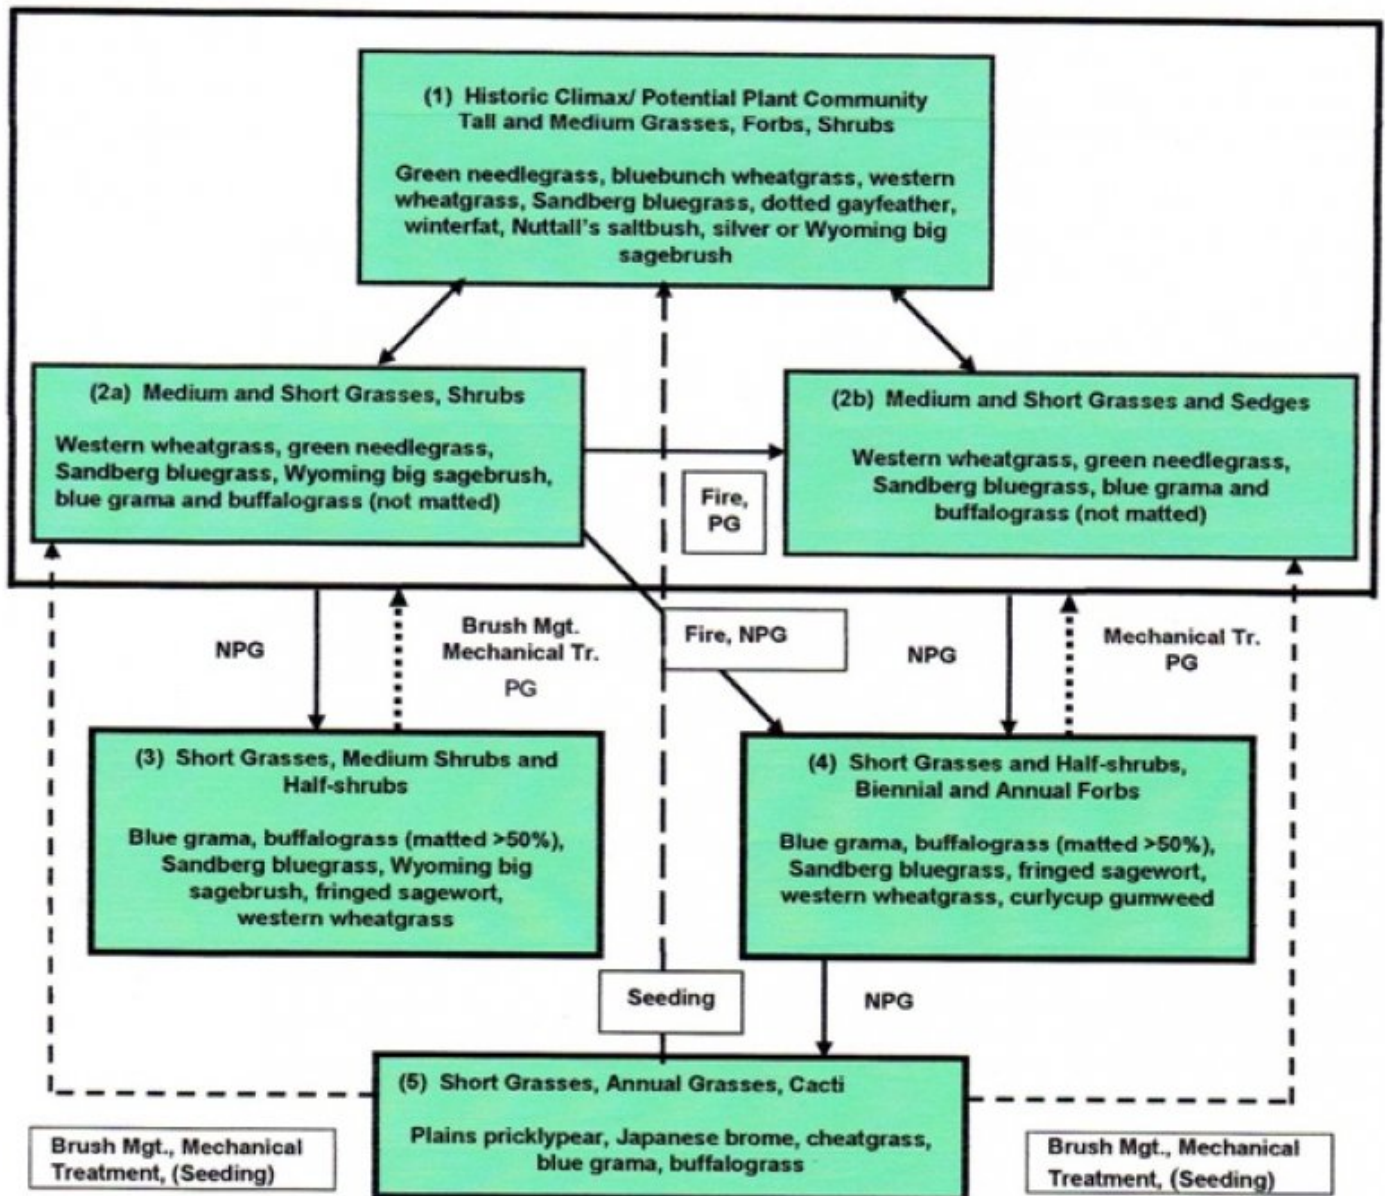 (1) Historic Climax/ Potential Plant Community
Tall and Medium Grasses, Forbs, Shrubs
Green needlegrass, bluebunch wheatgrass, western
wheatgrass, Sandberg bluegrass, dotted gayfeather,
winterfat, Nuttall's saltbush, silver or Wyoming big
sagebrush
(2a) Medium and Short Grasses, Shrubs
Western wheatgrass, green needlegrass,
Sandberg bluegrass, Wyoming big sagebrush,
blue grama and buffalograss (not matted)
Fire,
PG
(2b) Medium and Short Grasses and Sedges
Western wheatgrass, green needlegrass,
Sandberg bluegrass, blue grama and
buffalograss (not matted)
NPG
Brush Mgt.
Mechanical Tr.
PG
Fire, NPG
NPG
Mechanical Tr.
PG
(3) Short Grasses, Medium Shrubs and
Half-shrubs
Blue grama, buffalograss (matted >50%),
Sandberg bluegrass, Wyoming big
sagebrush, fringed sagewort,
western wheatgrass
(4) Short Grasses and Half-shrubs,
Biennial and Annual Forbs
Blue grama, buffalograss (matted >50%),
Sandberg bluegrass, fringed sagewort,
western wheatgrass, curlycup gumweed
Seeding
NPG
(5) Short Grasses, Annual Grasses, Cacti
Plains pricklypear, Japanese brome, cheatgrass,
blue grama, buffalograss
Brush Mgt., Mechanical
Treatment, (Seeding)
Brush Mgt., Mechanical
Treatment, (Seeding)